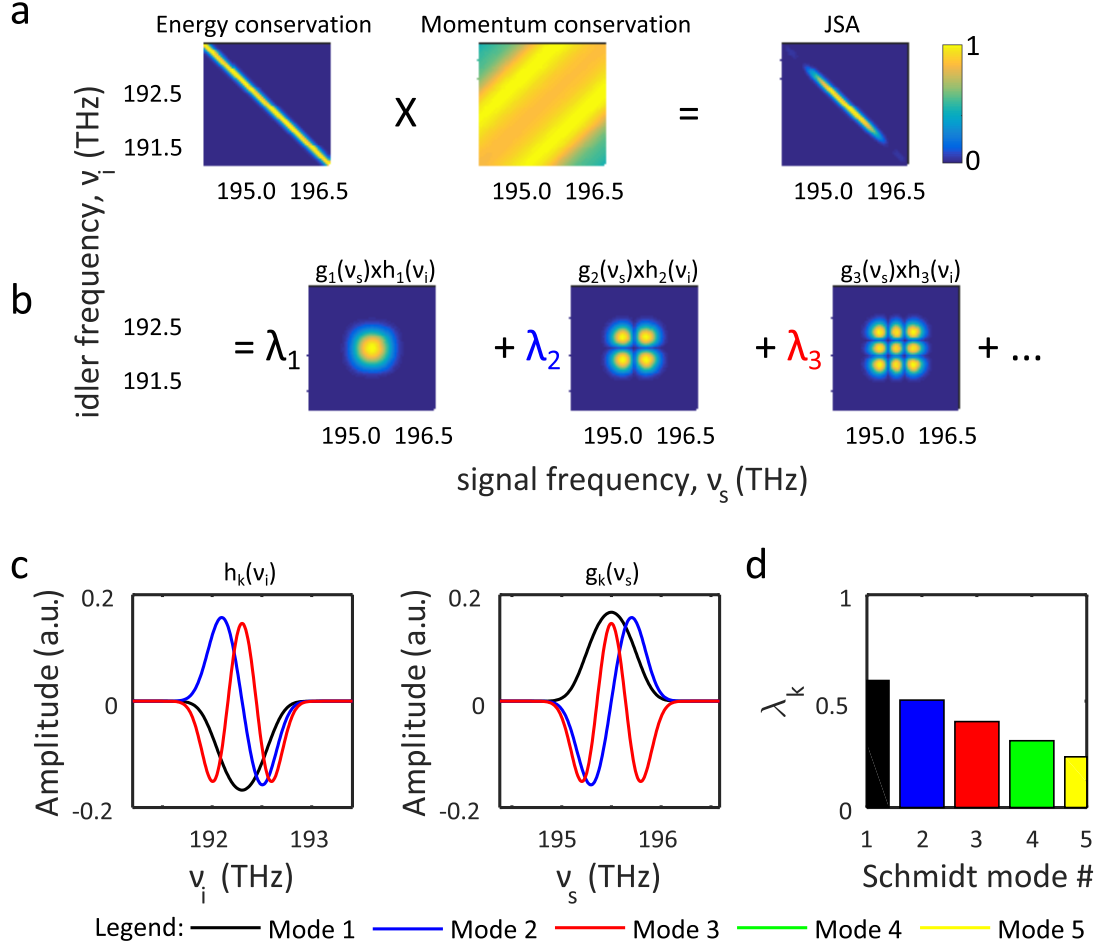 a
Energy conservation
Momentum conservation
JSA
idler frequency, νi (THz)
192.5
191.5
X
=
1
0
195.0 196.5
195.0 196.5
195.0 196.5
b
g1(νs)xh1(νi)
g2(νs)xh2(νi)
g3(νs)xh3(νi)
192.5
191.5
= λ1
+ λ2
+ λ3
+ ...
195.0 196.5
195.0 196.5
195.0 196.5
signal frequency, νs (THz)
c
hk(νi)
Amplitude (a.u.)
0.2
0
-0.2
192 193
νi (THz)
gk(νs)
Amplitude (a.u.)
0.2
0
-0.2
195 196
νs (THz)
d
λk
1
0.5
0
1 2 3 4 5
Schmidt mode #
Legend: Mode 1 Mode 2 Mode 3 Mode 4 Mode 5